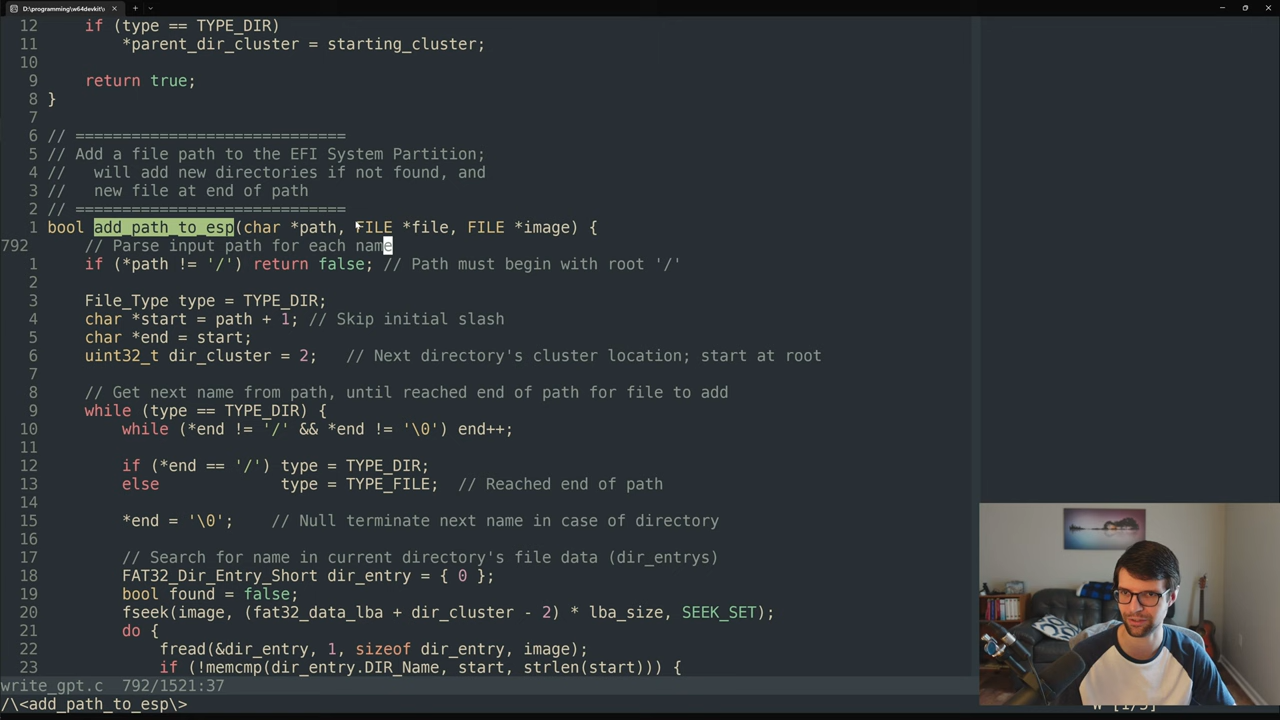 D:\programming\w64devkit\
12 if (type == TYPE_DIR)
11 *parent_dir_cluster = starting_cluster;
10
9 return true;
8 }
7
6 // =============================
5 // Add a file path to the EFI System Partition;
4 // will add new directories if not found, and
3 // new file at end of path
2 // =============================
1 bool add_path_to_esp(char *path, FILE *file, FILE *image) {
792 // Parse input path for each name
1 if (*path != '/') return false; // Path must begin with root '/'
2
3 File_Type type = TYPE_DIR;
4 char *start = path + 1; // Skip initial slash
5 char *end = start;
6 uint32_t dir_cluster = 2; // Next directory's cluster location; start at root
7
8 // Get next name from path, until reached end of path for file to add
9 while (type == TYPE_DIR) {
10 while (*end != '/' && *end != '\0') end++;
11
12 if (*end == '/') type = TYPE_DIR;
13 else type = TYPE_FILE; // Reached end of path
14
15 *end = '\0'; // Null terminate next name in case of directory
16
17 // Search for name in current directory's file data (dir_entrys)
18 FAT32_Dir_Entry_Short dir_entry = { 0 };
19 bool found = false;
20 fseek(image, (fat32_data_lba + dir_cluster - 2) * lba_size, SEEK_SET);
21 do {
22 fread(&dir_entry, 1, sizeof dir_entry, image);
23 if (!memcmp(dir_entry.DIR_Name, start, strlen(start))) {
write_gpt.c 792/1521:37
/\<add_path_to_esp\>